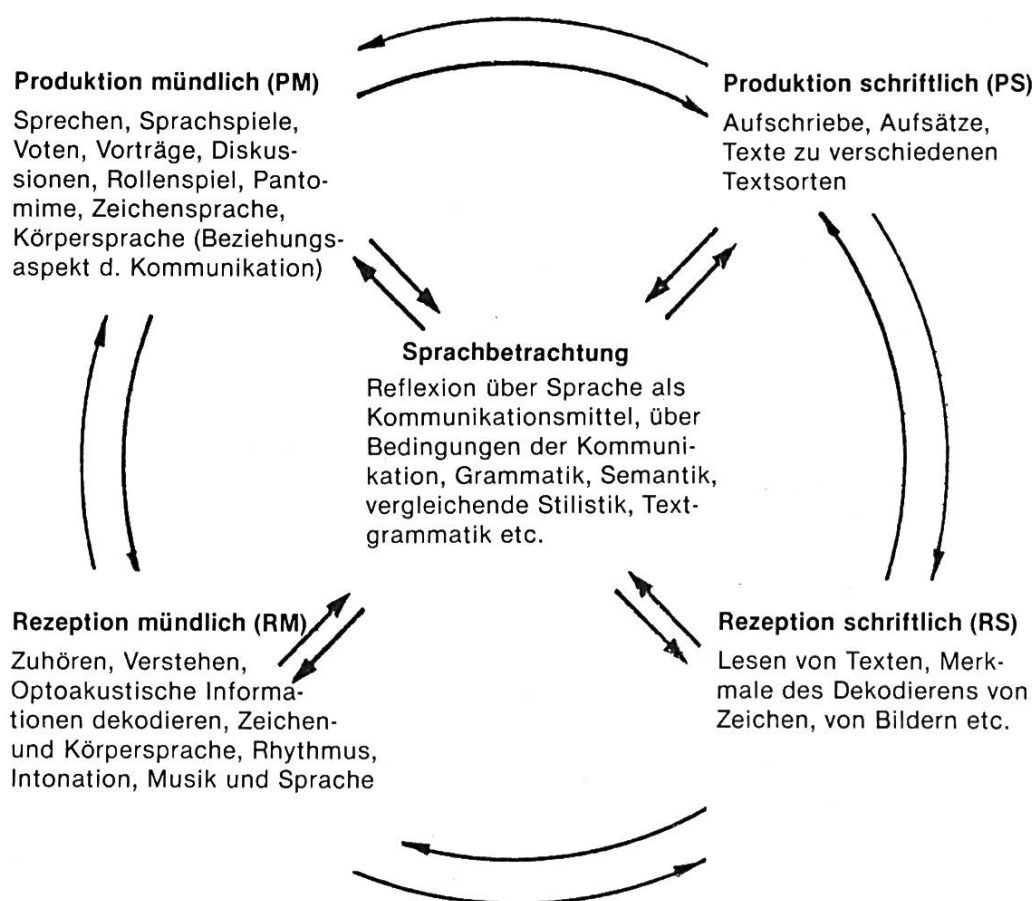 Produktion mündlich (PM)
Sprechen, Sprachspiele,
Voten, Vorträge, Diskus-
sionen, Rollenspiel, Panto-
mime, Zeichensprache,
Körpersprache (Beziehungs-
aspekt d. Kommunikation)
Produktion schriftlich (PS)
Aufschriebe, Aufsätze,
Texte zu verschiedenen
Textsorten
Sprachbetrachtung
Reflexion über Sprache als
Kommunikationsmittel, über
Bedingungen der Kommuni-
kation, Grammatik, Semantik,
vergleichende Stilistik, Text-
grammatik etc.
Rezeption mündlich (RM)
Zuhören, Verstehen,
Optoakustische Informa-
tionen dekodieren, Zeichen-
und Körpersprache, Rhythmus,
Intonation, Musik und Sprache
Rezeption schriftlich (RS)
Lesen von Texten, Merk-
male des Dekodierens von
Zeichen, von Bildern etc.